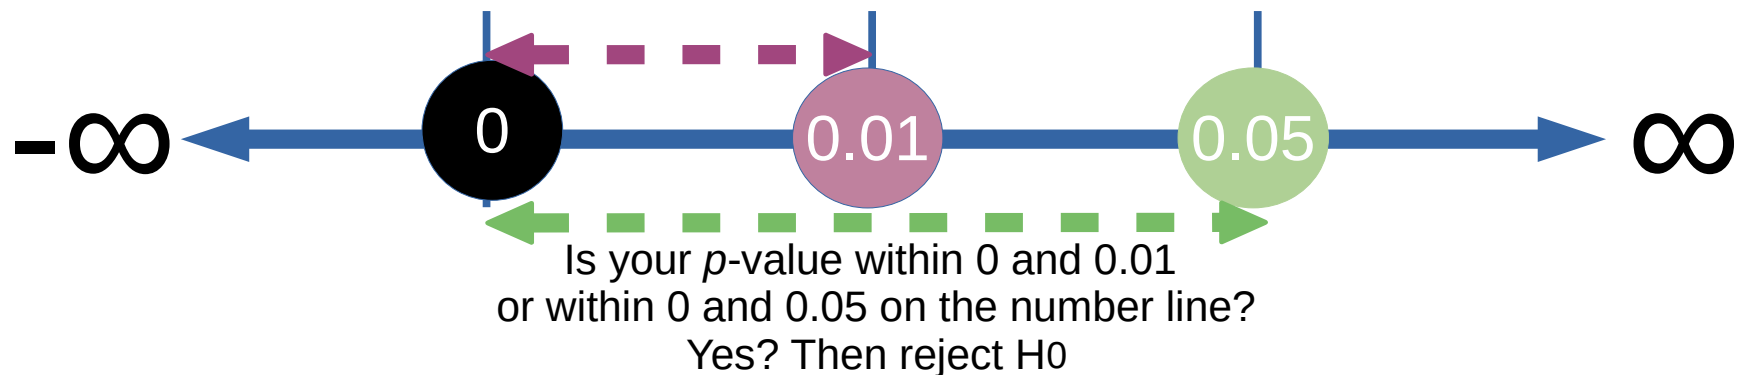 -∞ 0 0.01 0.05 ∞
Is your p-value within 0 and 0.01
or within 0 and 0.05 on the number line?
Yes? Then reject H0